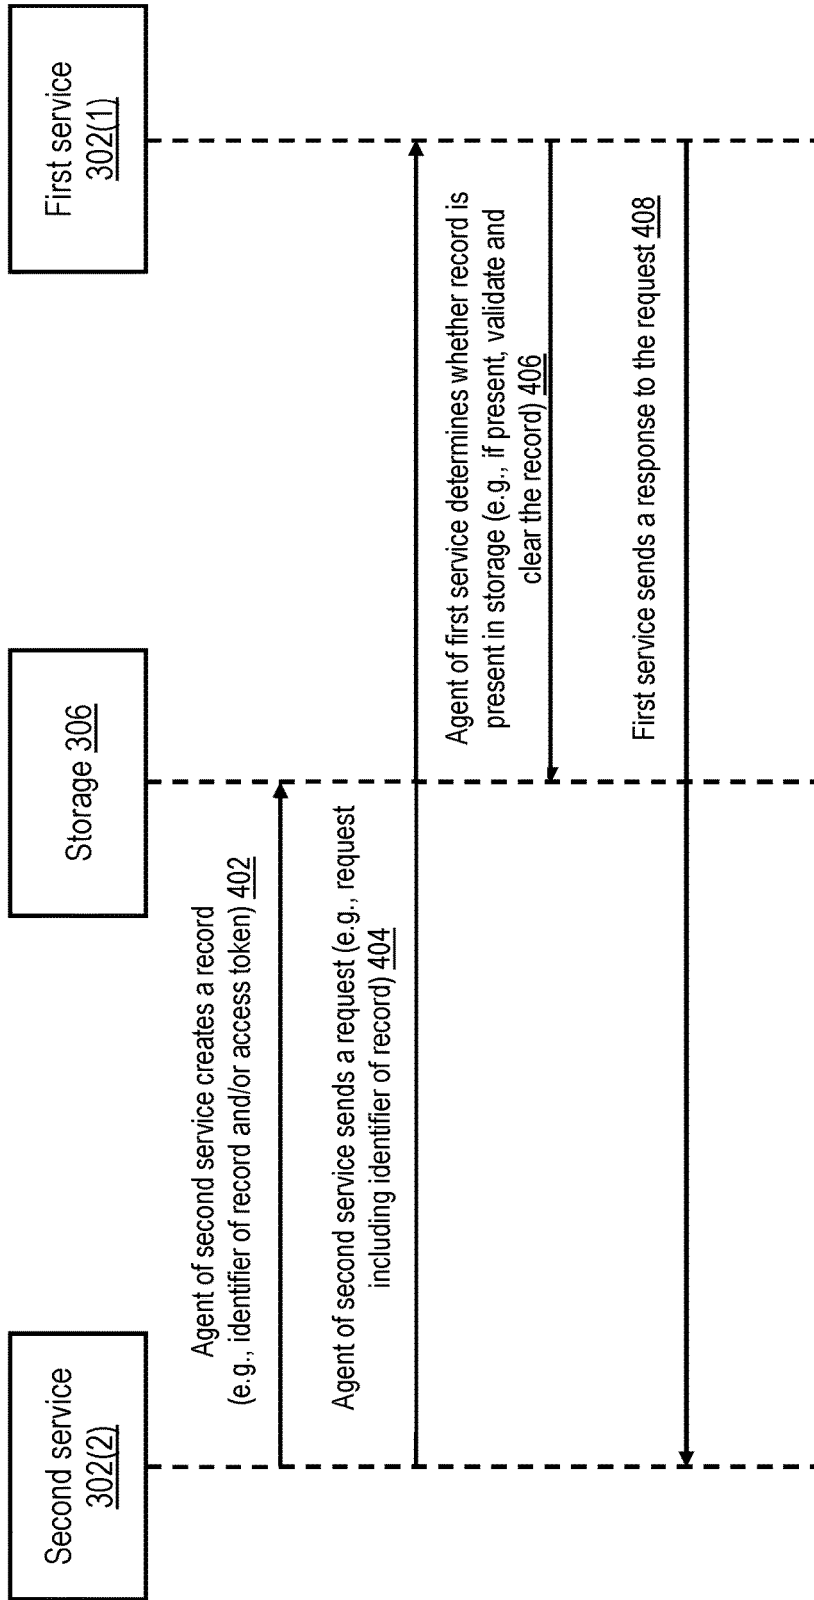 Second service
302(2)
Storage 306
First service
302(1)
Agent of second service creates a record
(e.g., identifier of record and/or access token) 402
Agent of second service sends a request (e.g., request
including identifier of record) 404
Agent of first service determines whether record is
present in storage (e.g., if present, validate and
clear the record) 406
First service sends a response to the request 408